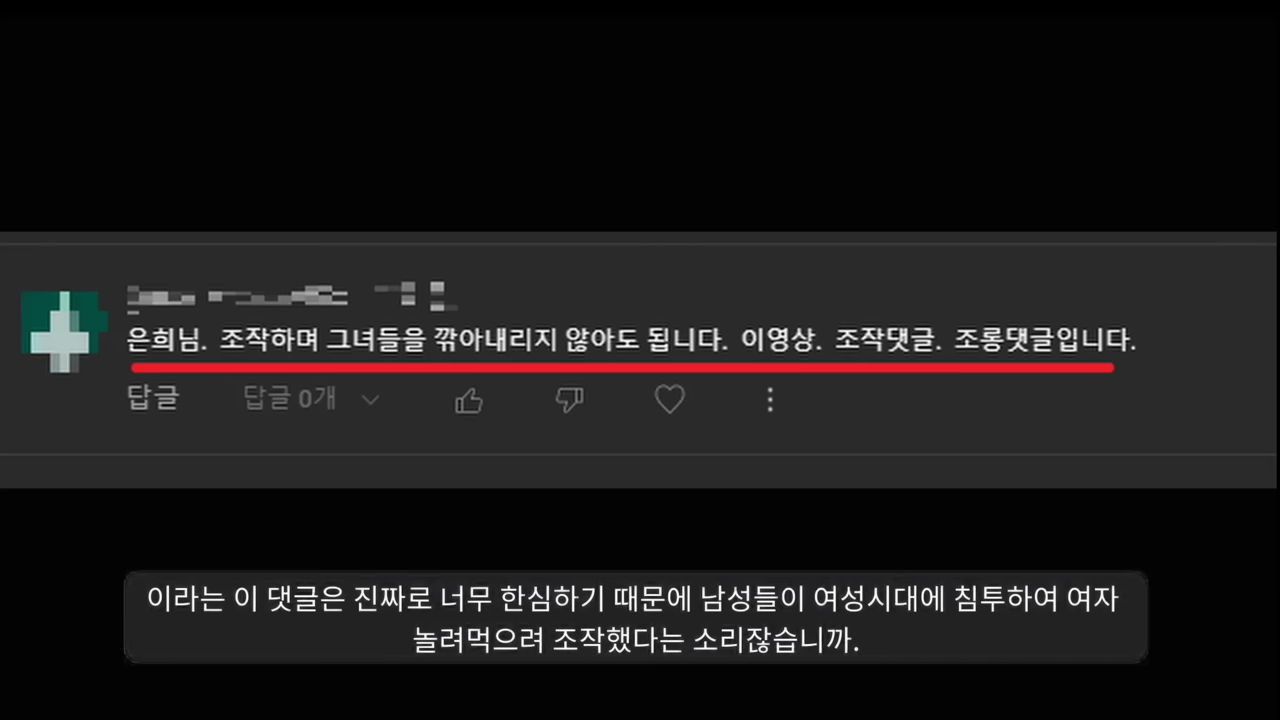 은희님. 조작하며 그녀들을 깎아내리지 않아도 됩니다. 이영상. 조작댓글. 조롱댓글입니다.
답글 답글 0개
이라는 이 댓글은 진짜로 너무 한심하기 때문에 남성들이 여성시대에 침투하여 여자
놀려먹으려 조작했다는 소리잖습니까.